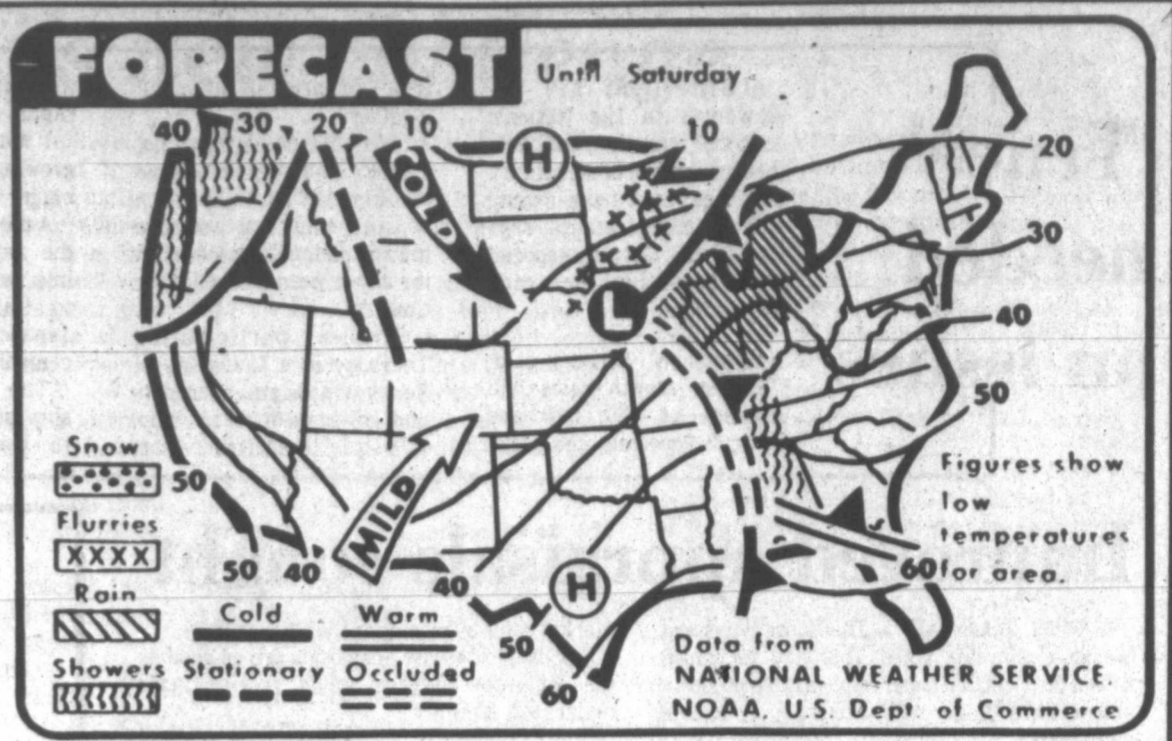 FORECAST Until Saturday
40 30 20 10 10
H
20
COLD
30
L
40
50
Snow
50
Figures show
low
temperatures
for area.
Flurries
XXXX
MILD
50 40 40
H
60
Rain
Cold Warm
50
Showers Stationary Occluded
60
Data from
NATIONAL WEATHER SERVICE.
NOAA, U.S. Dept. of Commerce